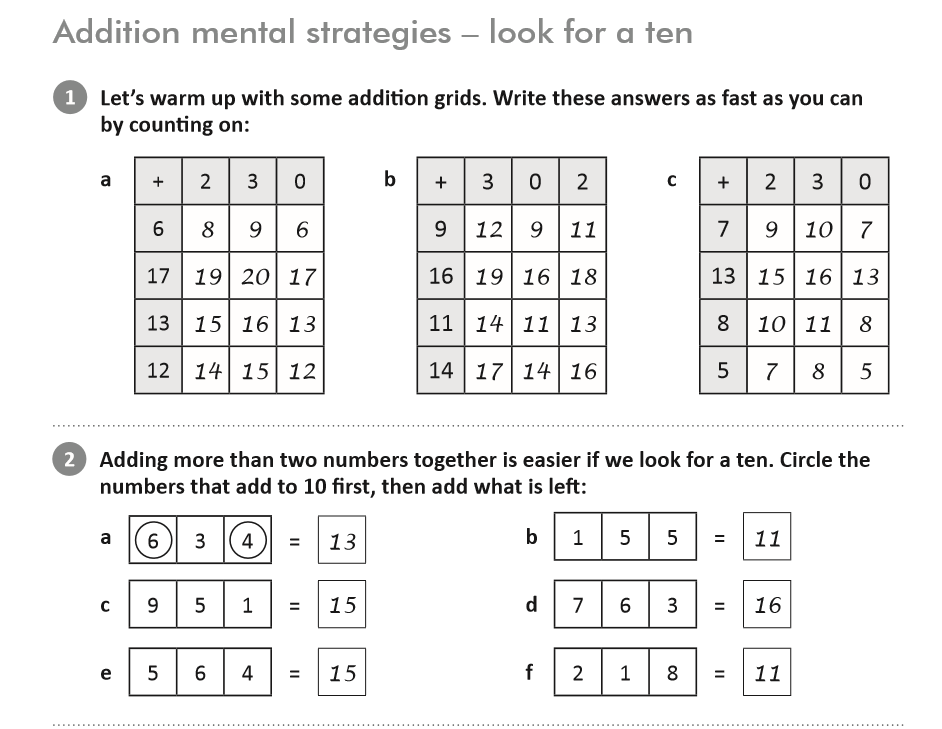 Addition mental strategies – look for a ten
1 Let's warm up with some addition grids. Write these answers as fast as you can
by counting on:
a + 2 3 0 b + 3 0 2 c + 2 3 0
6 8 9 6 9 12 9 11 7 9 10 7
17 19 20 17 16 19 16 18 13 15 16 13
13 15 16 13 11 14 11 13 8 10 11 8
12 14 15 12 14 17 14 16 5 7 8 5
2 Adding more than two numbers together is easier if we look for a ten. Circle the
numbers that add to 10 first, then add what is left:
a 6 3 4 = 13 b 1 5 5 = 11
c 9 5 1 = 15 d 7 6 3 = 16
e 5 6 4 = 15 f 2 1 8 = 11